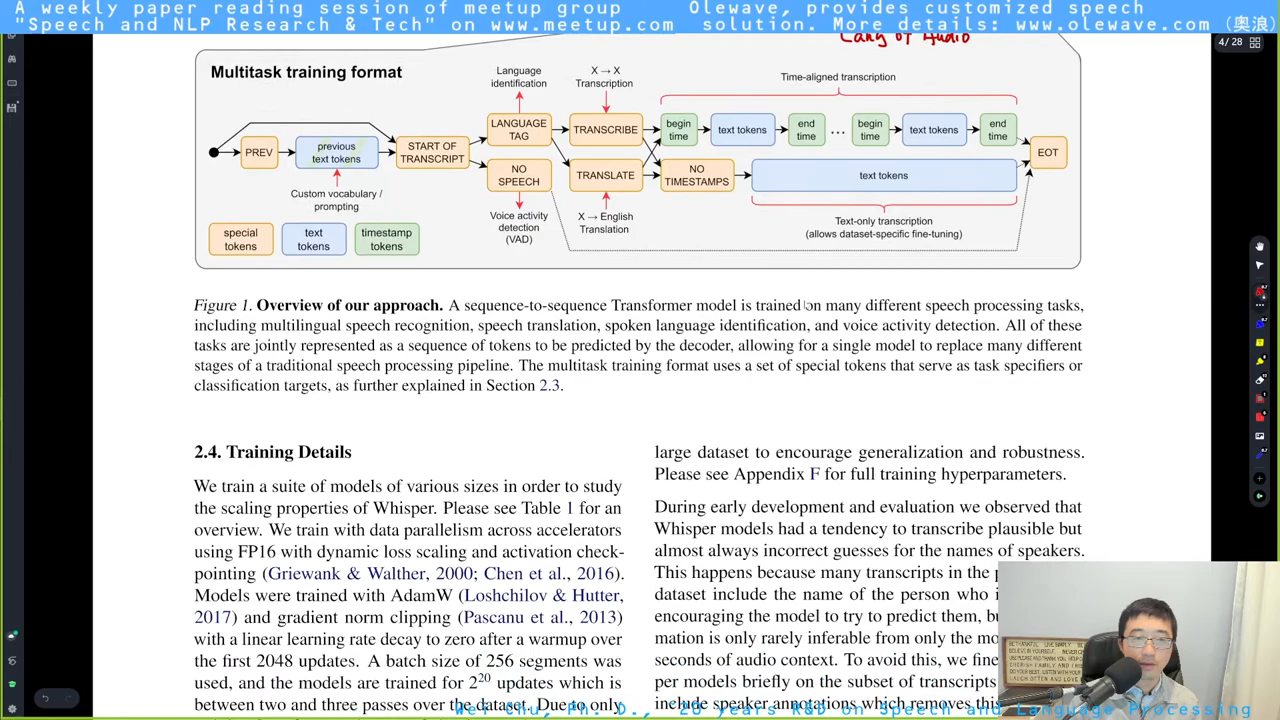 A weekly paper reading session of meetup group
"Speech and NLP Research & Tech" on www.meetup.com
Olewave, provides customized speech
solution. More details: www.olewave.com (奥浪)
Lang of Audio
4/28
Multitask training format
Language
identification
X → X
Transcription
Time-aligned transcription
PREV
previous
text tokens
START OF
TRANSCRIPT
LANGUAGE
TAG
NO
SPEECH
TRANSCRIBE
TRANSLATE
begin
time
text tokens
end
time
...
begin
time
text tokens
end
time
NO
TIMESTAMPS
text tokens
EOT
Custom vocabulary /
prompting
Voice activity
detection
(VAD)
X → English
Translation
Text-only transcription
(allows dataset-specific fine-tuning)
special
tokens
text
tokens
timestamp
tokens
Figure 1. Overview of our approach. A sequence-to-sequence Transformer model is trained on many different speech processing tasks,
including multilingual speech recognition, speech translation, spoken language identification, and voice activity detection. All of these
tasks are jointly represented as a sequence of tokens to be predicted by the decoder, allowing for a single model to replace many different
stages of a traditional speech processing pipeline. The multitask training format uses a set of special tokens that serve as task specifiers or
classification targets, as further explained in Section 2.3.
2.4. Training Details
We train a suite of models of various sizes in order to study
the scaling properties of Whisper. Please see Table 1 for an
overview. We train with data parallelism across accelerators
using FP16 with dynamic loss scaling and activation check-
pointing (Griewank & Walther, 2000; Chen et al., 2016).
Models were trained with AdamW (Loshchilov & Hutter,
2017) and gradient norm clipping (Pascanu et al., 2013)
with a linear learning rate decay to zero after a warmup over
the first 2048 updates. A batch size of 256 segments was
used, and the models are trained for 2^20 updates which is
between two and three passes over the dataset. Due to only
large dataset to encourage generalization and robustness.
Please see Appendix F for full training hyperparameters.
During early development and evaluation we observed that
Whisper models had a tendency to transcribe plausible but
almost always incorrect guesses for the names of speakers.
This happens because many transcripts in the p
dataset include the name of the person who i
encouraging the model to try to predict them, bu
mation is only rarely inferable from only the mo
seconds of audio context. To avoid this, we fine
per models briefly on the subset of transcripts
include speaker annotations which removes this
Wei Chu, Ph. D., 20 years R&D on Speech and Language Processing